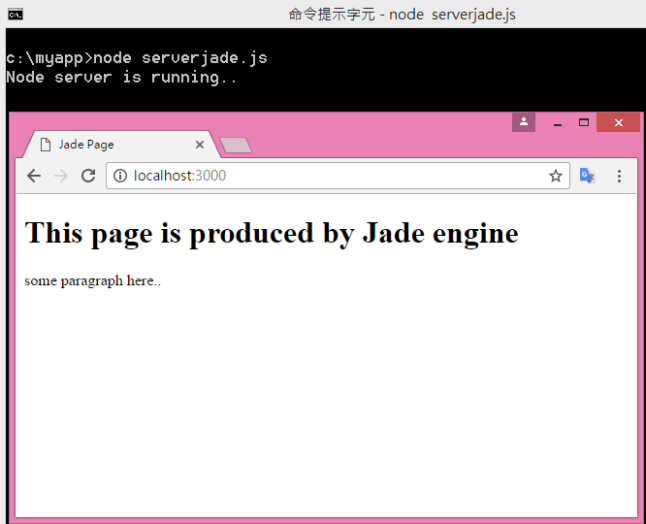 命令提示字元 - node serverjade.js
c:\myapp>node serverjade.js
Node server is running..
Jade Page
localhost:3000
This page is produced by Jade engine
some paragraph here..